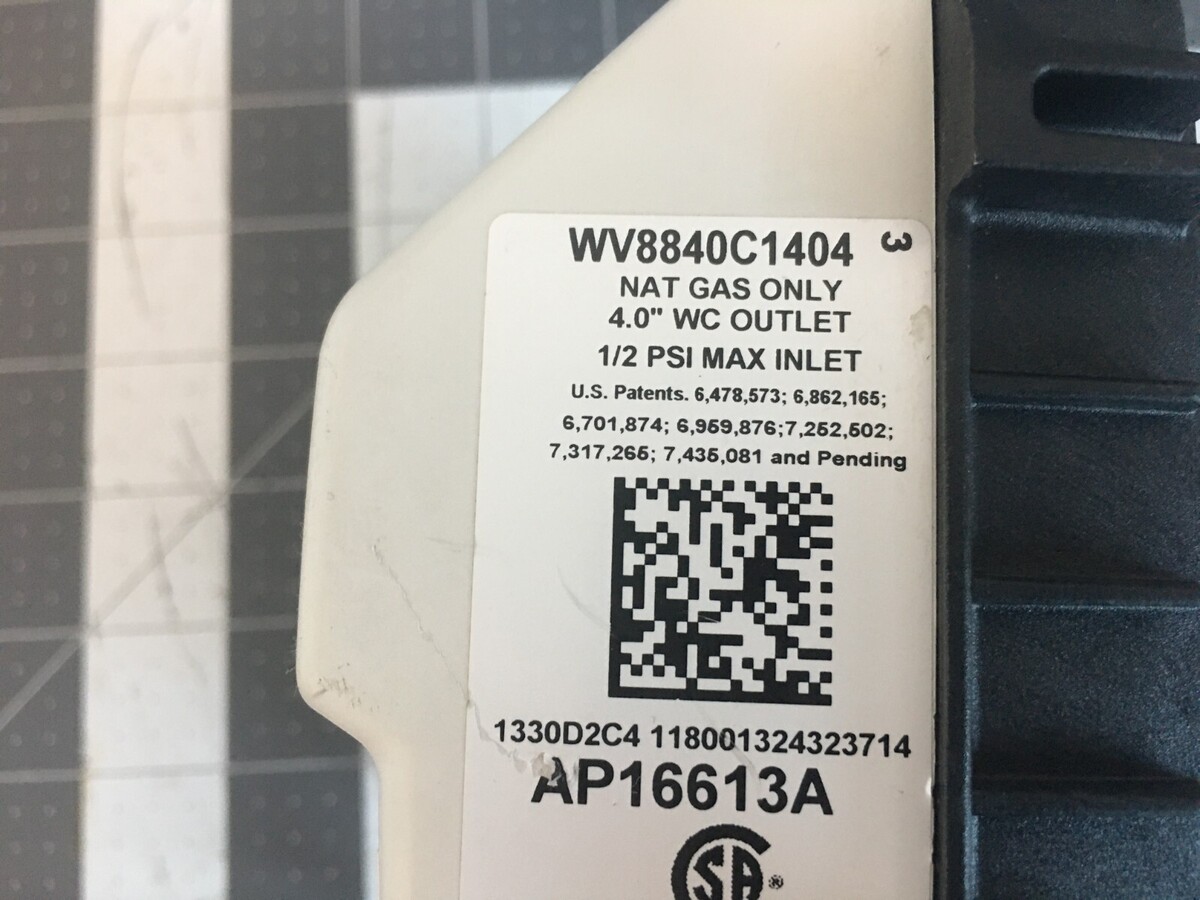 WV8840C1404 3
NAT GAS ONLY
4.0" WC OUTLET
1/2 PSI MAX INLET
U.S. Patents. 6,478,573; 6,862,165;
6,701,874; 6,959,876;7,252,502;
7,317,265; 7,435,081 and Pending
1330D2C4 118001324323714
AP16613A
SA®